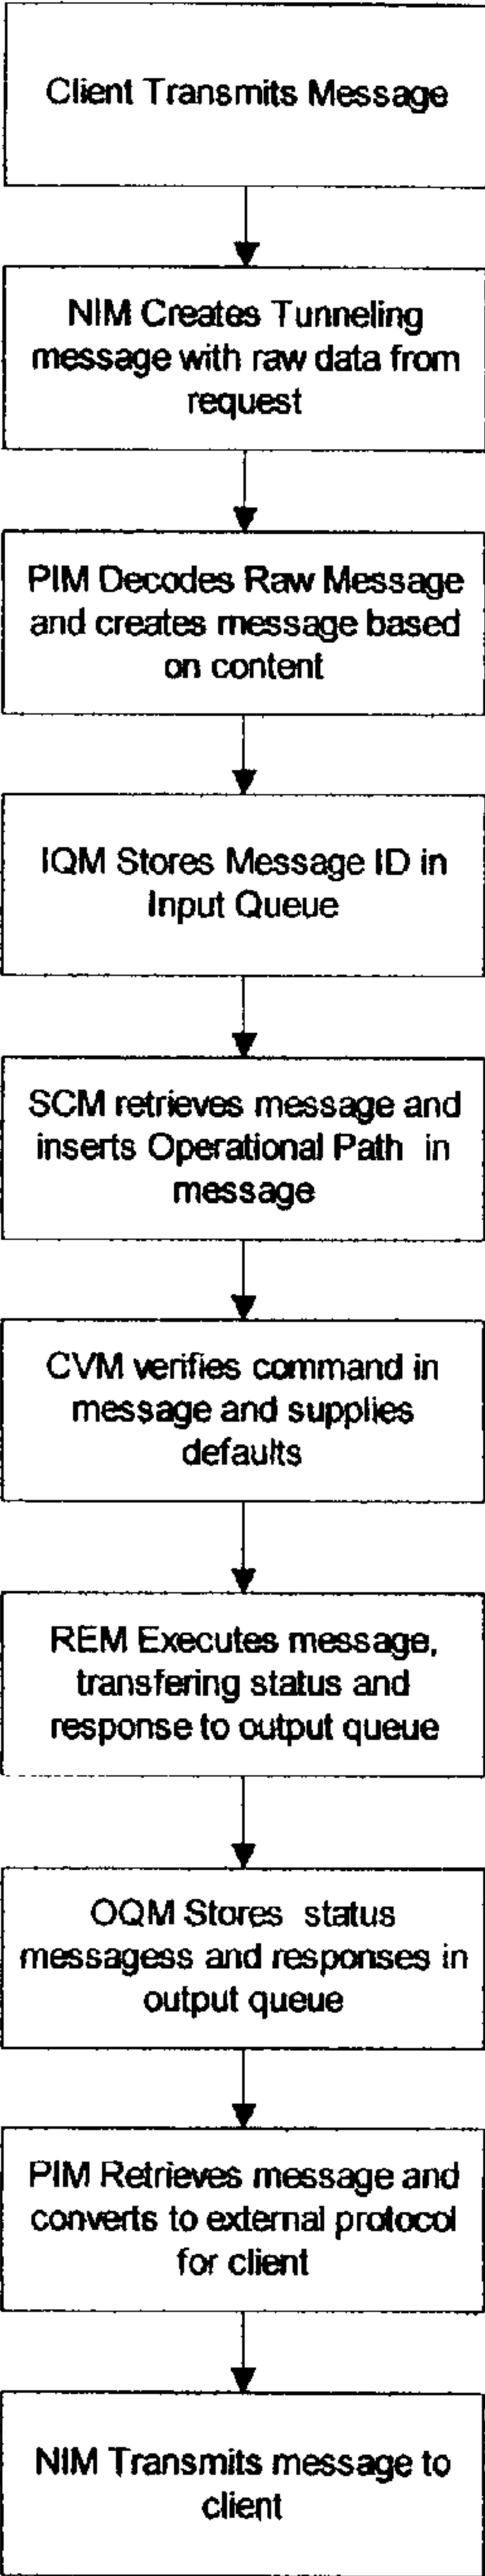 Client Transmits Message
NIM Creates Tunneling
message with raw data from
request
PIM Decodes Raw Message
and creates message based
on content
IQM Stores Message ID in
Input Queue
SCM retrieves message and
inserts Operational Path in
message
CVM verifies command in
message and supplies
defaults
REM Executes message,
transfering status and
response to output queue
OQM Stores status
messagess and responses in
output queue
PIM Retrieves message and
converts to external protocol
for client
NIM Transmits message to
client